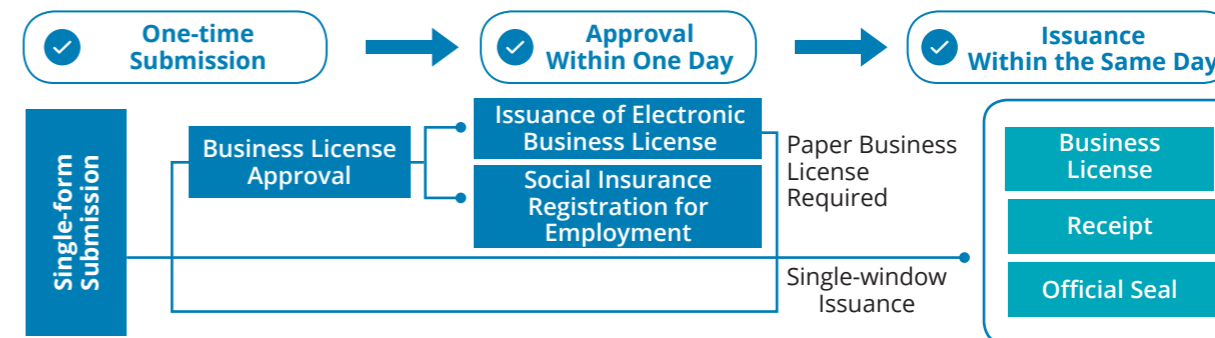 One-time
Submission
Approval
Within One Day
Issuance
Within the Same Day
Single-form
Submission
Business License
Approval
Issuance of Electronic
Business License
Social Insurance
Registration for
Employment
Paper Business
License
Required
Single-window
Issuance
Business
License
Receipt
Official Seal